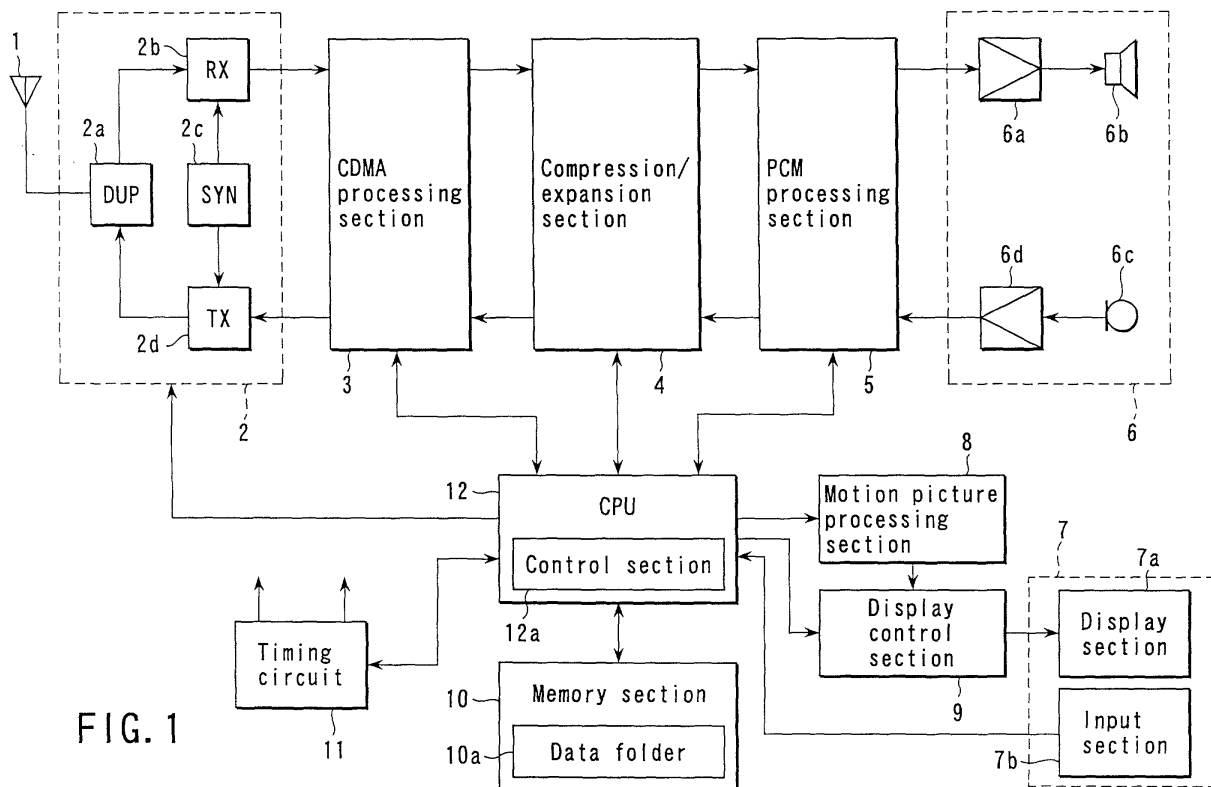 1
2b
RX
2a
2c
DUP
SYN
TX
2d
2
CDMA
processing
section
3
Compression/
expansion
section
4
PCM
processing
section
5
6a
6b
6d
6c
6
12
CPU
Control section
12a
8
Motion picture
processing
section
7
7a
Display
control
section
9
Display
section
Input
section
7b
Timing
circuit
11
10
Memory section
10a
Data folder
FIG. 1